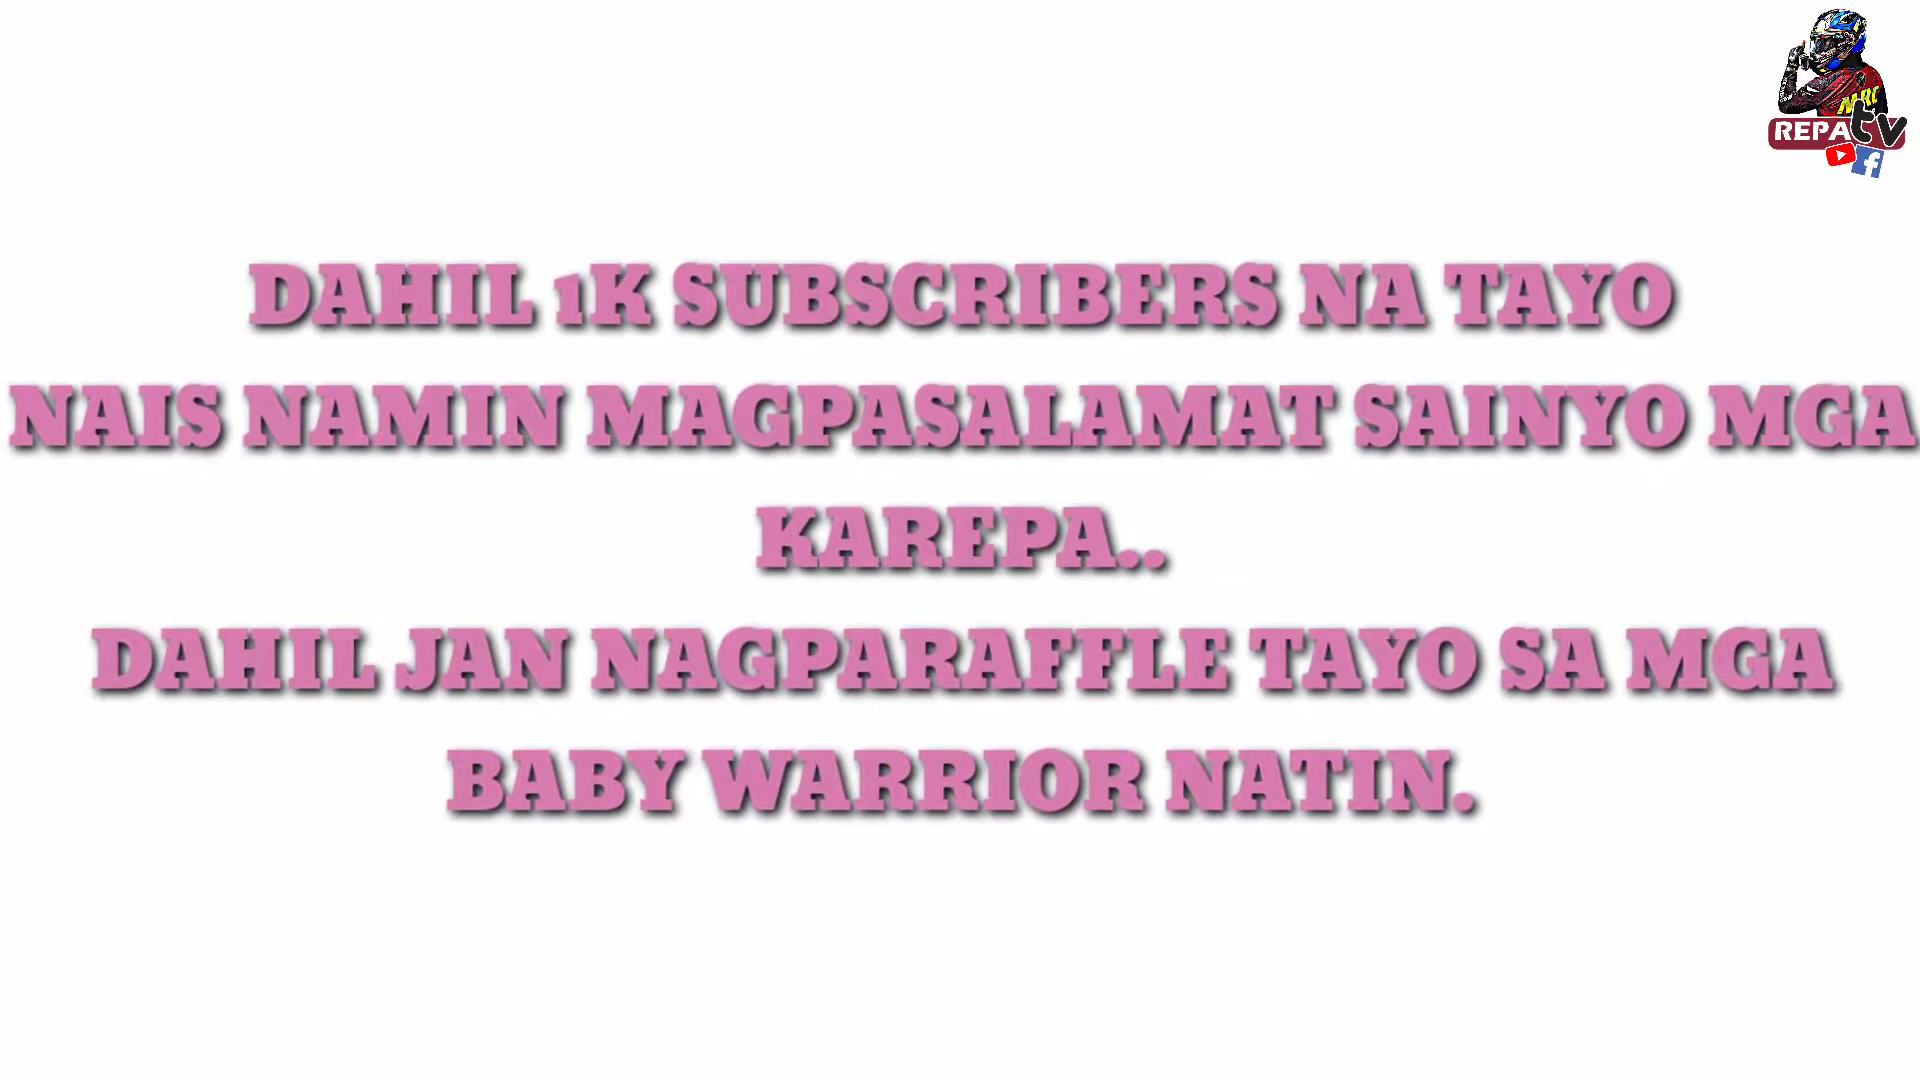 MRC
REPA tv
DAHIL 1K SUBSCRIBERS NA TAYO
NAIS NAMIN MAGPASALAMAT SAINYO MGA
KAREPA..
DAHIL JAN NAGPARAFFLE TAYO SA MGA
BABY WARRIOR NATIN.